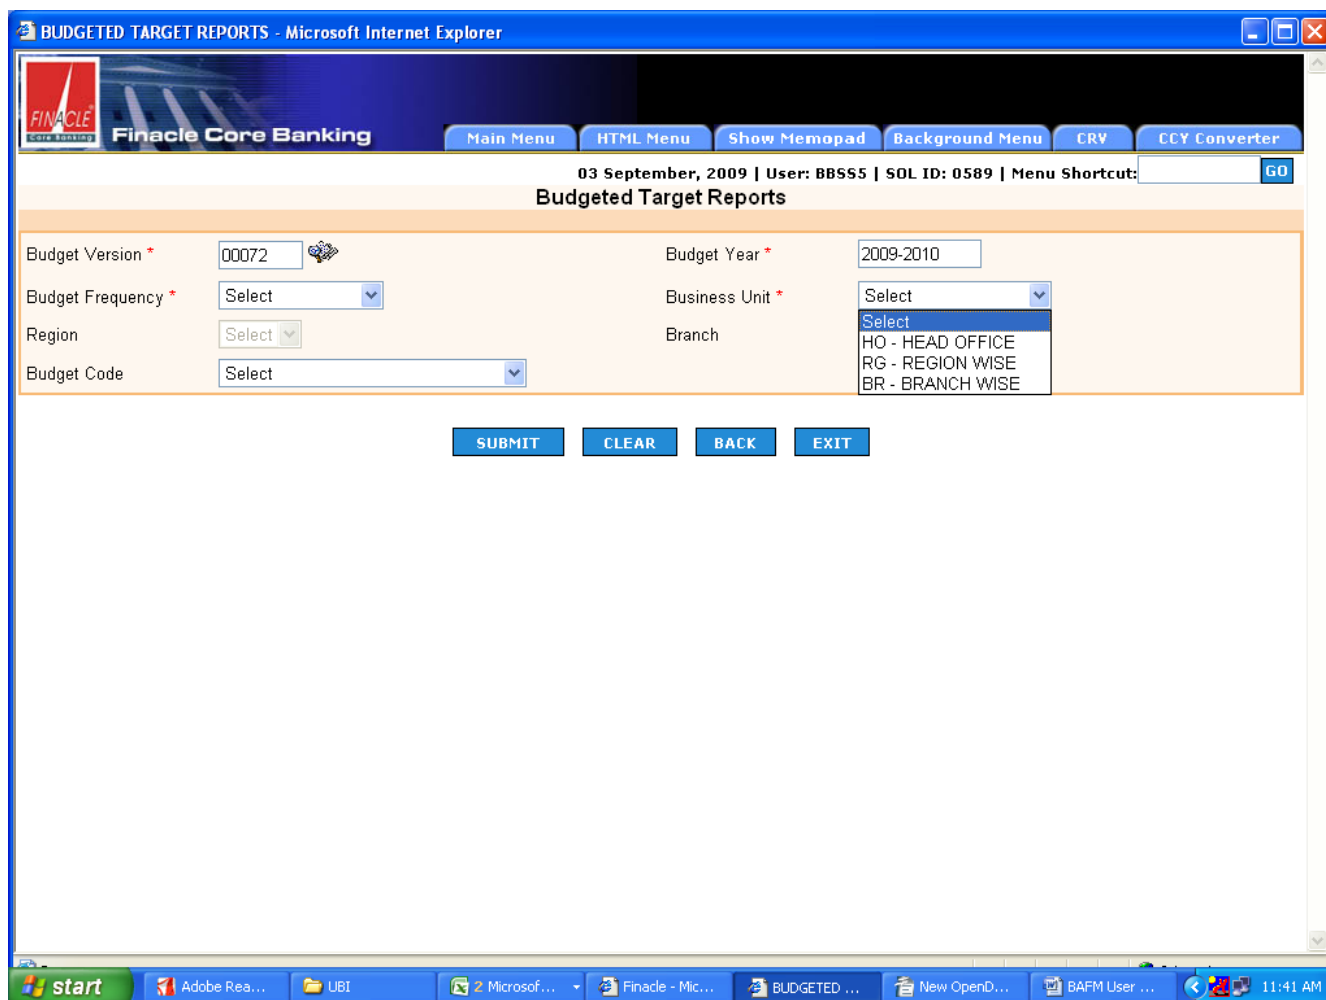 BUDGETED TARGET REPORTS - Microsoft Internet Explorer
FINACLE
Core Banking
Finacle Core Banking
Main Menu HTML Menu Show Memopad Background Menu CRV CCY Converter
03 September, 2009 | User: BBSS5 | SOL ID: 0589 | Menu Shortcut: GO
Budgeted Target Reports
Budget Version * 00072 Budget Year * 2009-2010
Budget Frequency * Select Business Unit * Select
Select
Region Select Branch
HO - HEAD OFFICE
RG - REGION WISE
Budget Code Select
BR - BRANCH WISE
SUBMIT CLEAR BACK EXIT
start Adobe Rea... UBI 2 Microsof... Finacle - Mic... BUDGETED ... New OpenD... BAFM User ... 11:41 AM